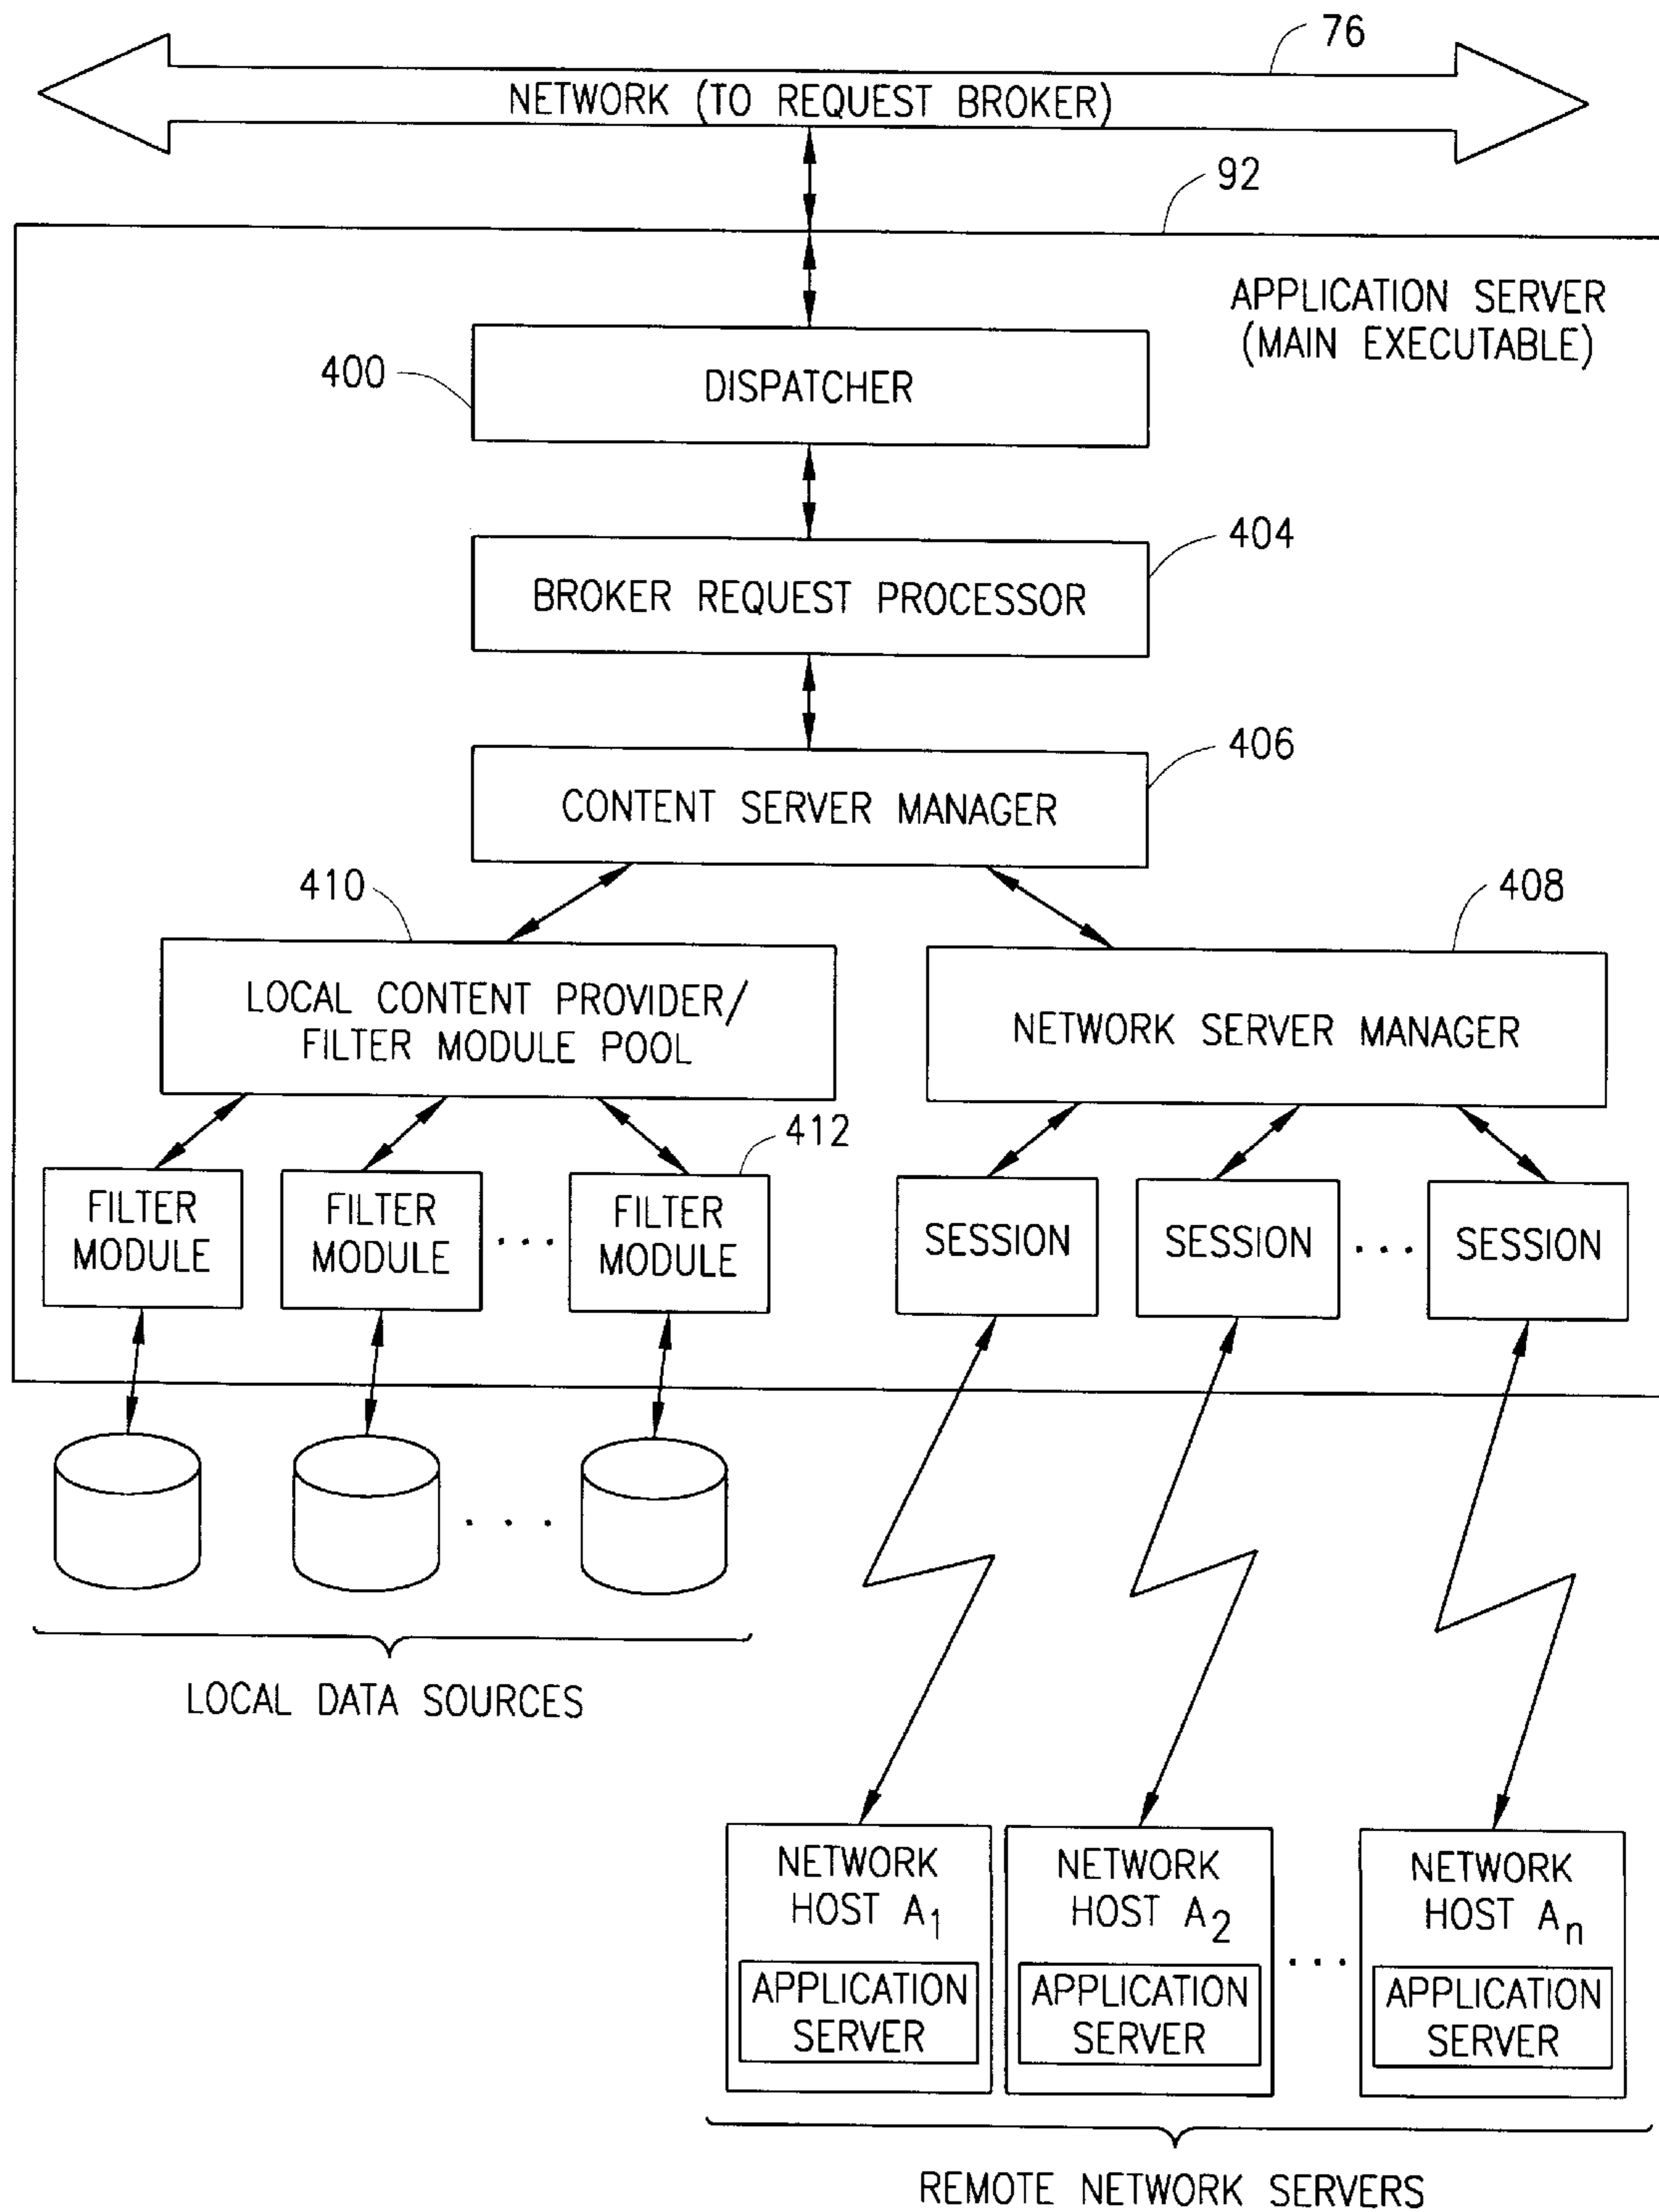 76
NETWORK (TO REQUEST BROKER)
92
APPLICATION SERVER
(MAIN EXECUTABLE)
400
DISPATCHER
404
BROKER REQUEST PROCESSOR
406
CONTENT SERVER MANAGER
410
408
LOCAL CONTENT PROVIDER/
FILTER MODULE POOL
NETWORK SERVER MANAGER
412
FILTER
MODULE
FILTER
MODULE
...
FILTER
MODULE
SESSION
SESSION
...
SESSION
...
LOCAL DATA SOURCES
NETWORK
HOST A1
APPLICATION
SERVER
NETWORK
HOST A2
APPLICATION
SERVER
...
NETWORK
HOST An
APPLICATION
SERVER
REMOTE NETWORK SERVERS